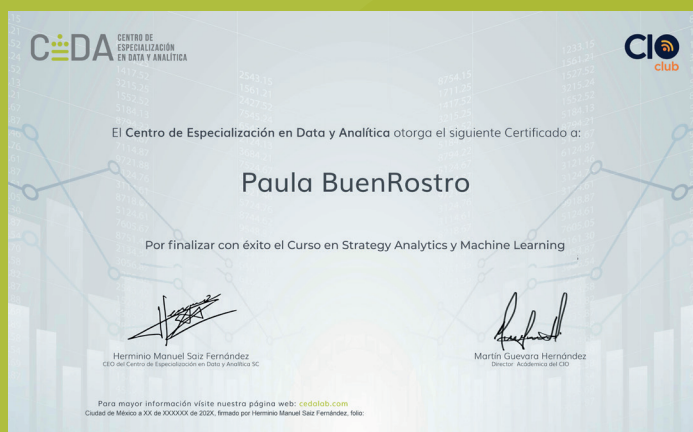 CEDA
CENTRO DE
ESPECIALIZACIÓN
EN DATA Y ANALÍTICA
CIO
club
El Centro de Especialización en Data y Analítica otorga el siguiente Certificado a:
Paula BuenRostro
Por finalizar con éxito el Curso en Strategy Analytics y Machine Learning
Herminio Manuel Saiz Fernández
CEO del Centro de Especialización en Data y Analítica SC
Martín Guevara Hernández
Director Académica del CIO
Para mayor información vísite nuestra página web: cedalab.com
Ciudad de México a XX de XXXXXX de 202X, firmado por Herminio Manuel Saiz Fernández, folio: